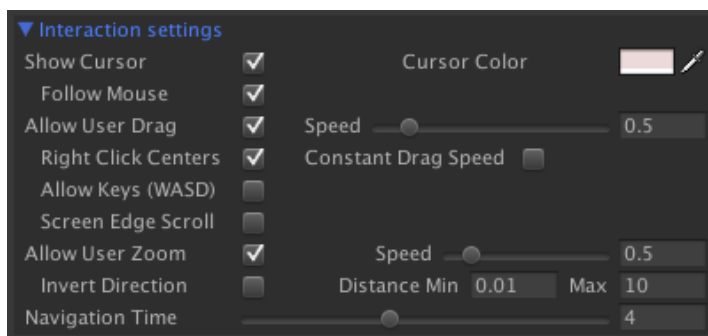 Interaction settings
Show Cursor Cursor Color
Follow Mouse
Allow User Drag Speed 0.5
Right Click Centers Constant Drag Speed
Allow Keys (WASD)
Screen Edge Scroll
Allow User Zoom Speed 0.5
Invert Direction Distance Min 0.01 Max 10
Navigation Time 4